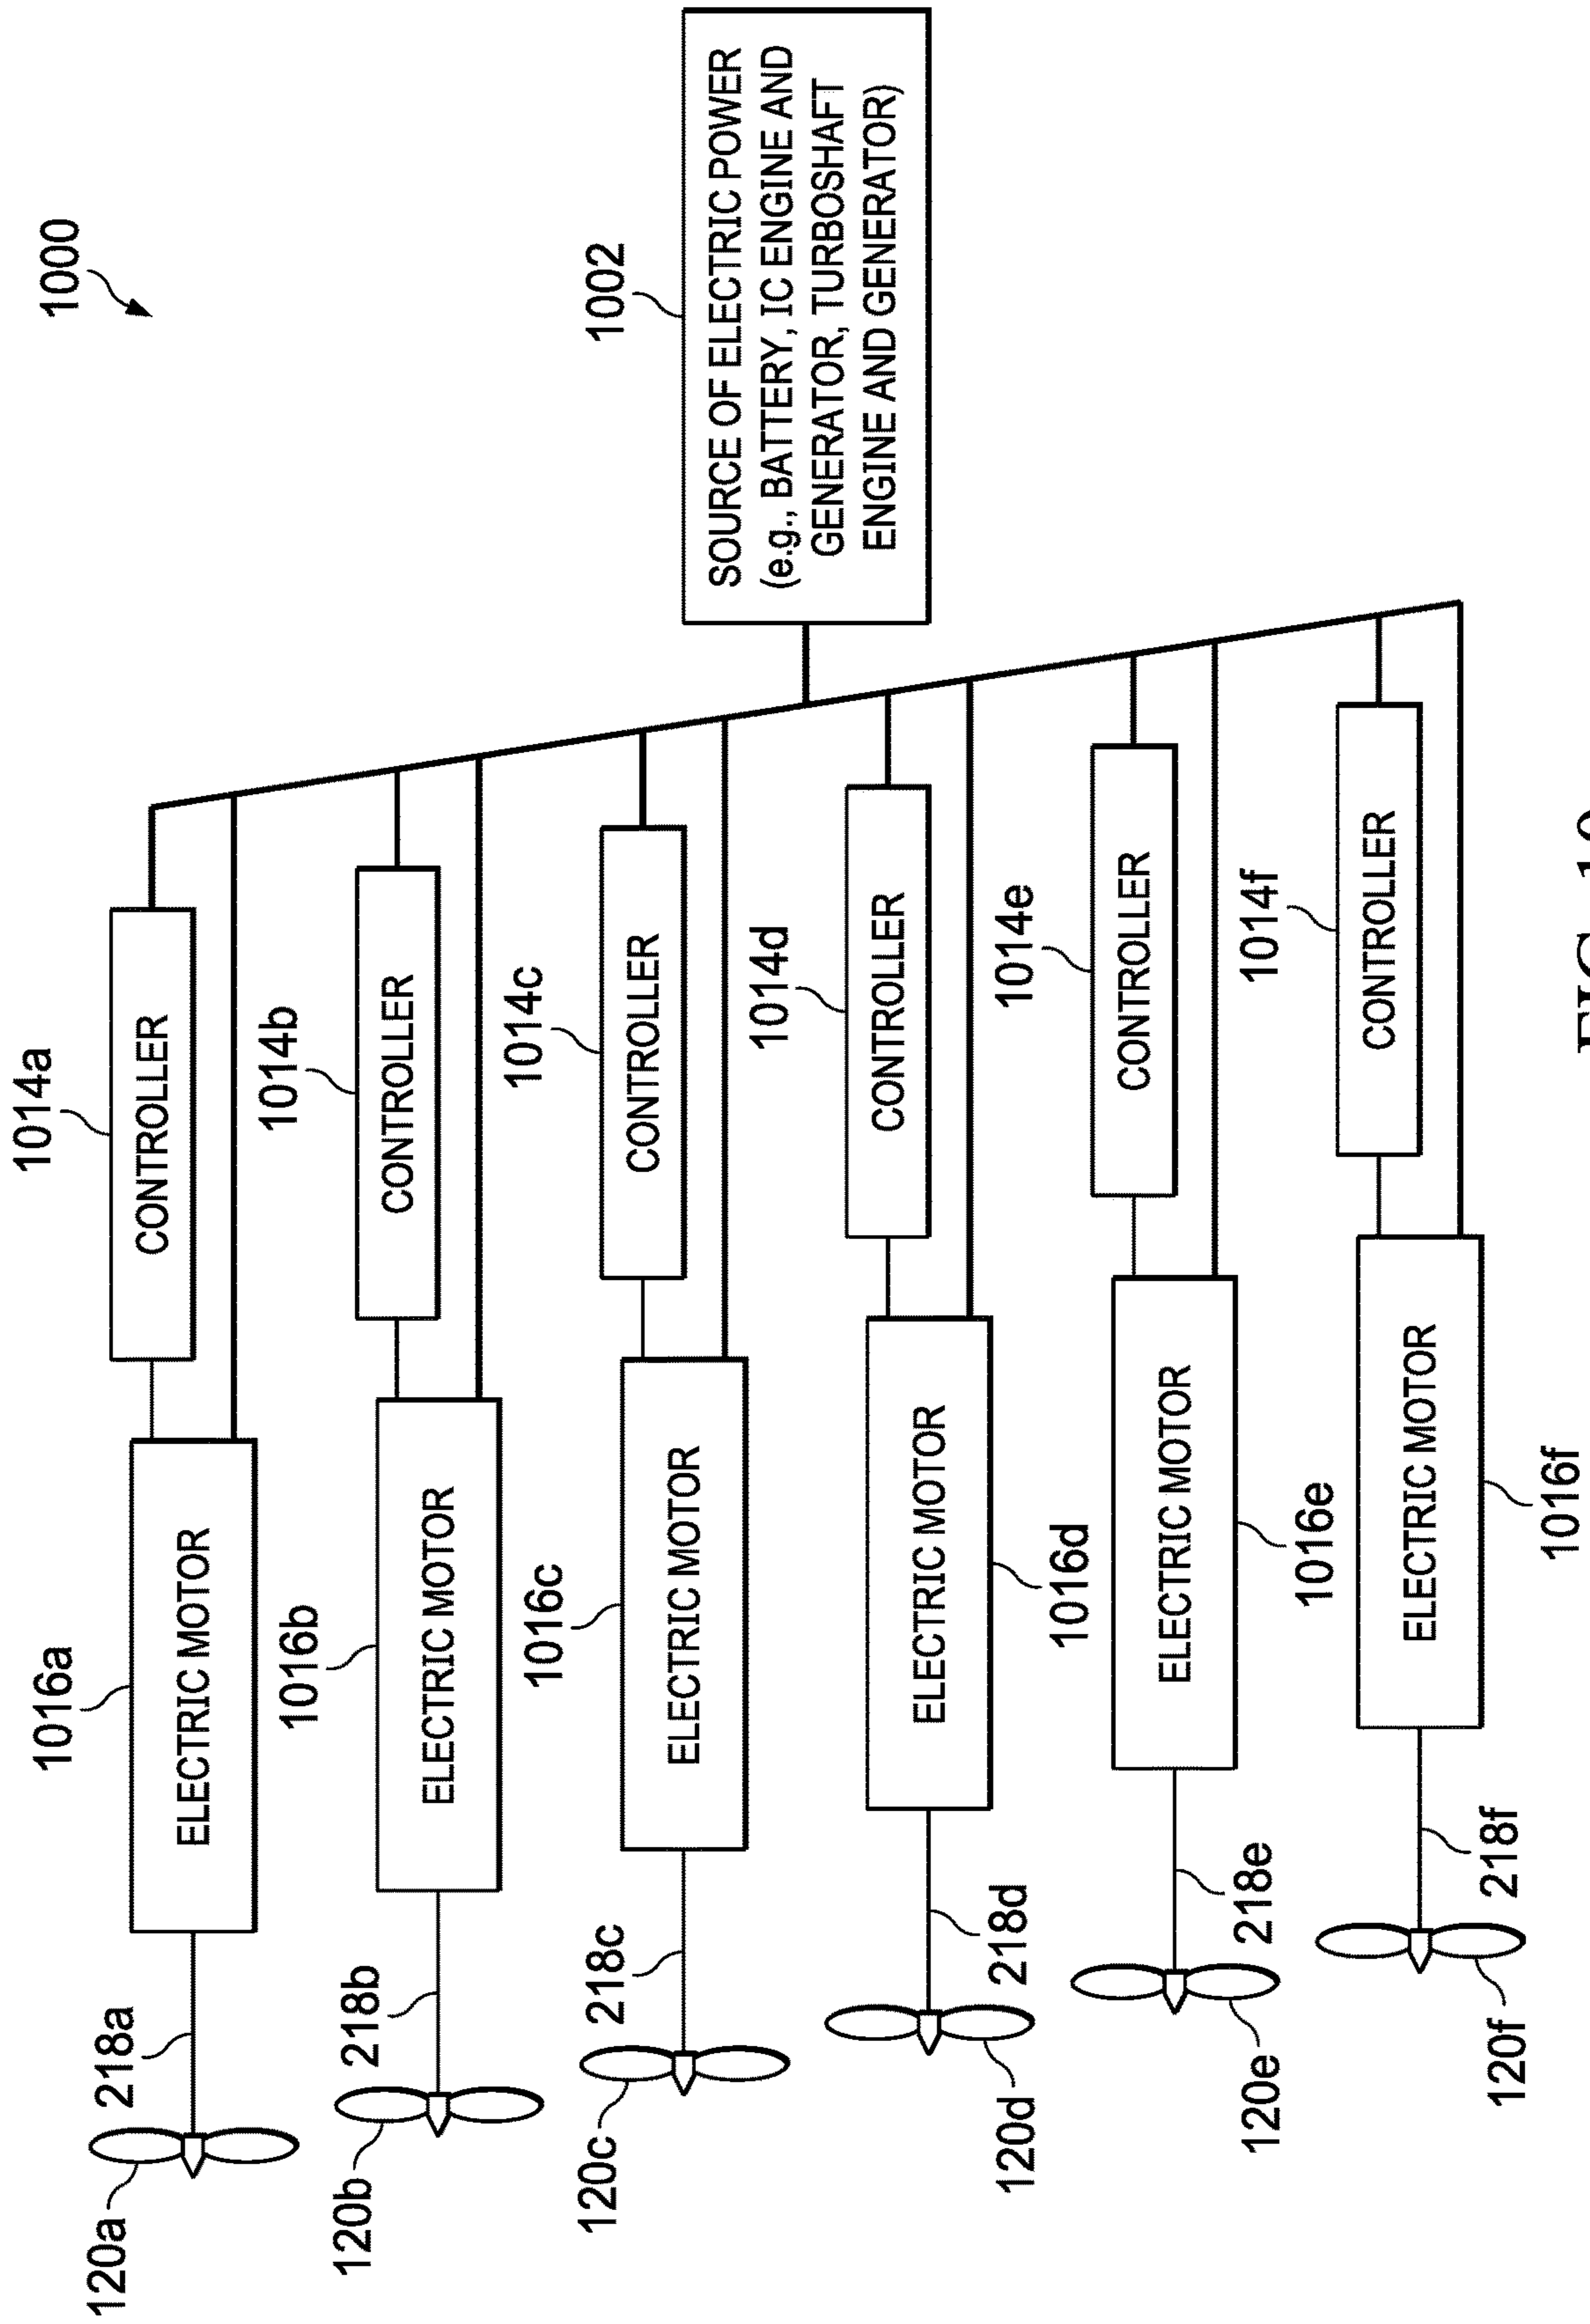 1000
1002
SOURCE OF ELECTRIC POWER
(e.g., BATTERY, IC ENGINE AND
GENERATOR, TURBOSHAFT
ENGINE AND GENERATOR)
1014a
CONTROLLER
1016a
ELECTRIC MOTOR
218a
120a
1014b
CONTROLLER
1016b
ELECTRIC MOTOR
218b
120b
1014c
CONTROLLER
1016c
ELECTRIC MOTOR
218c
120c
1014d
CONTROLLER
1016d
ELECTRIC MOTOR
218d
120d
1014e
CONTROLLER
1016e
ELECTRIC MOTOR
218e
120e
1014f
CONTROLLER
1016f
ELECTRIC MOTOR
218f
120f